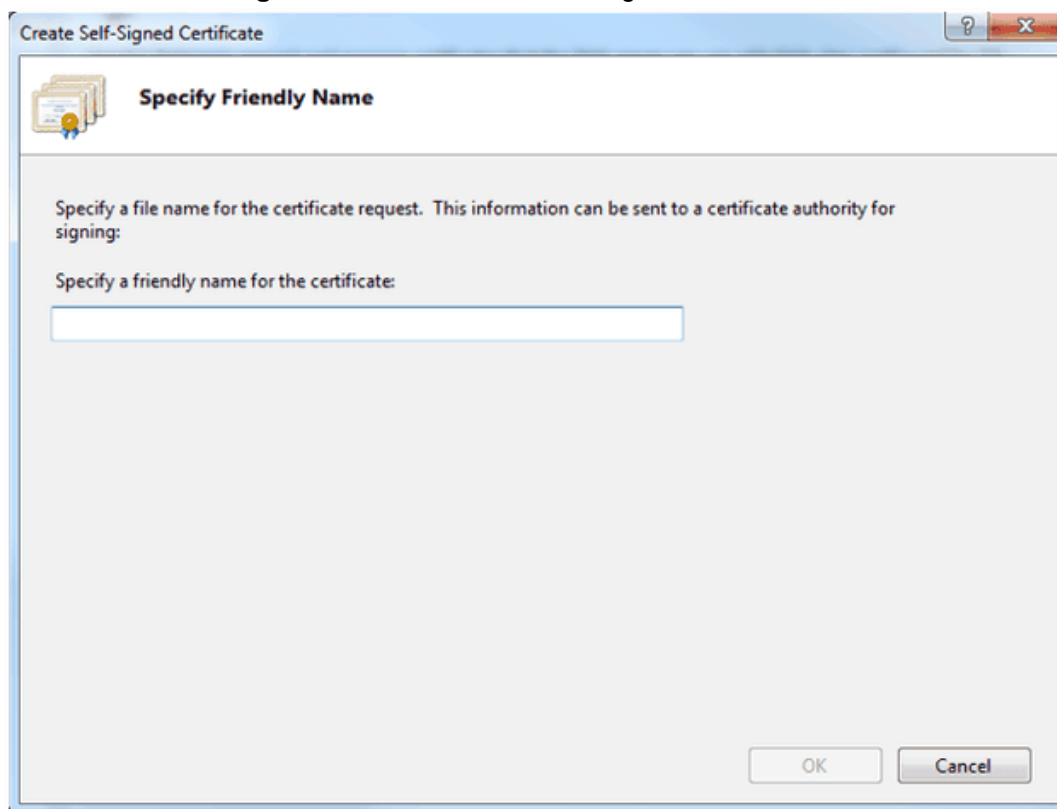 Create Self-Signed Certificate
Specify Friendly Name
Specify a file name for the certificate request. This information can be sent to a certificate authority for
signing:
Specify a friendly name for the certificate:
OK
Cancel